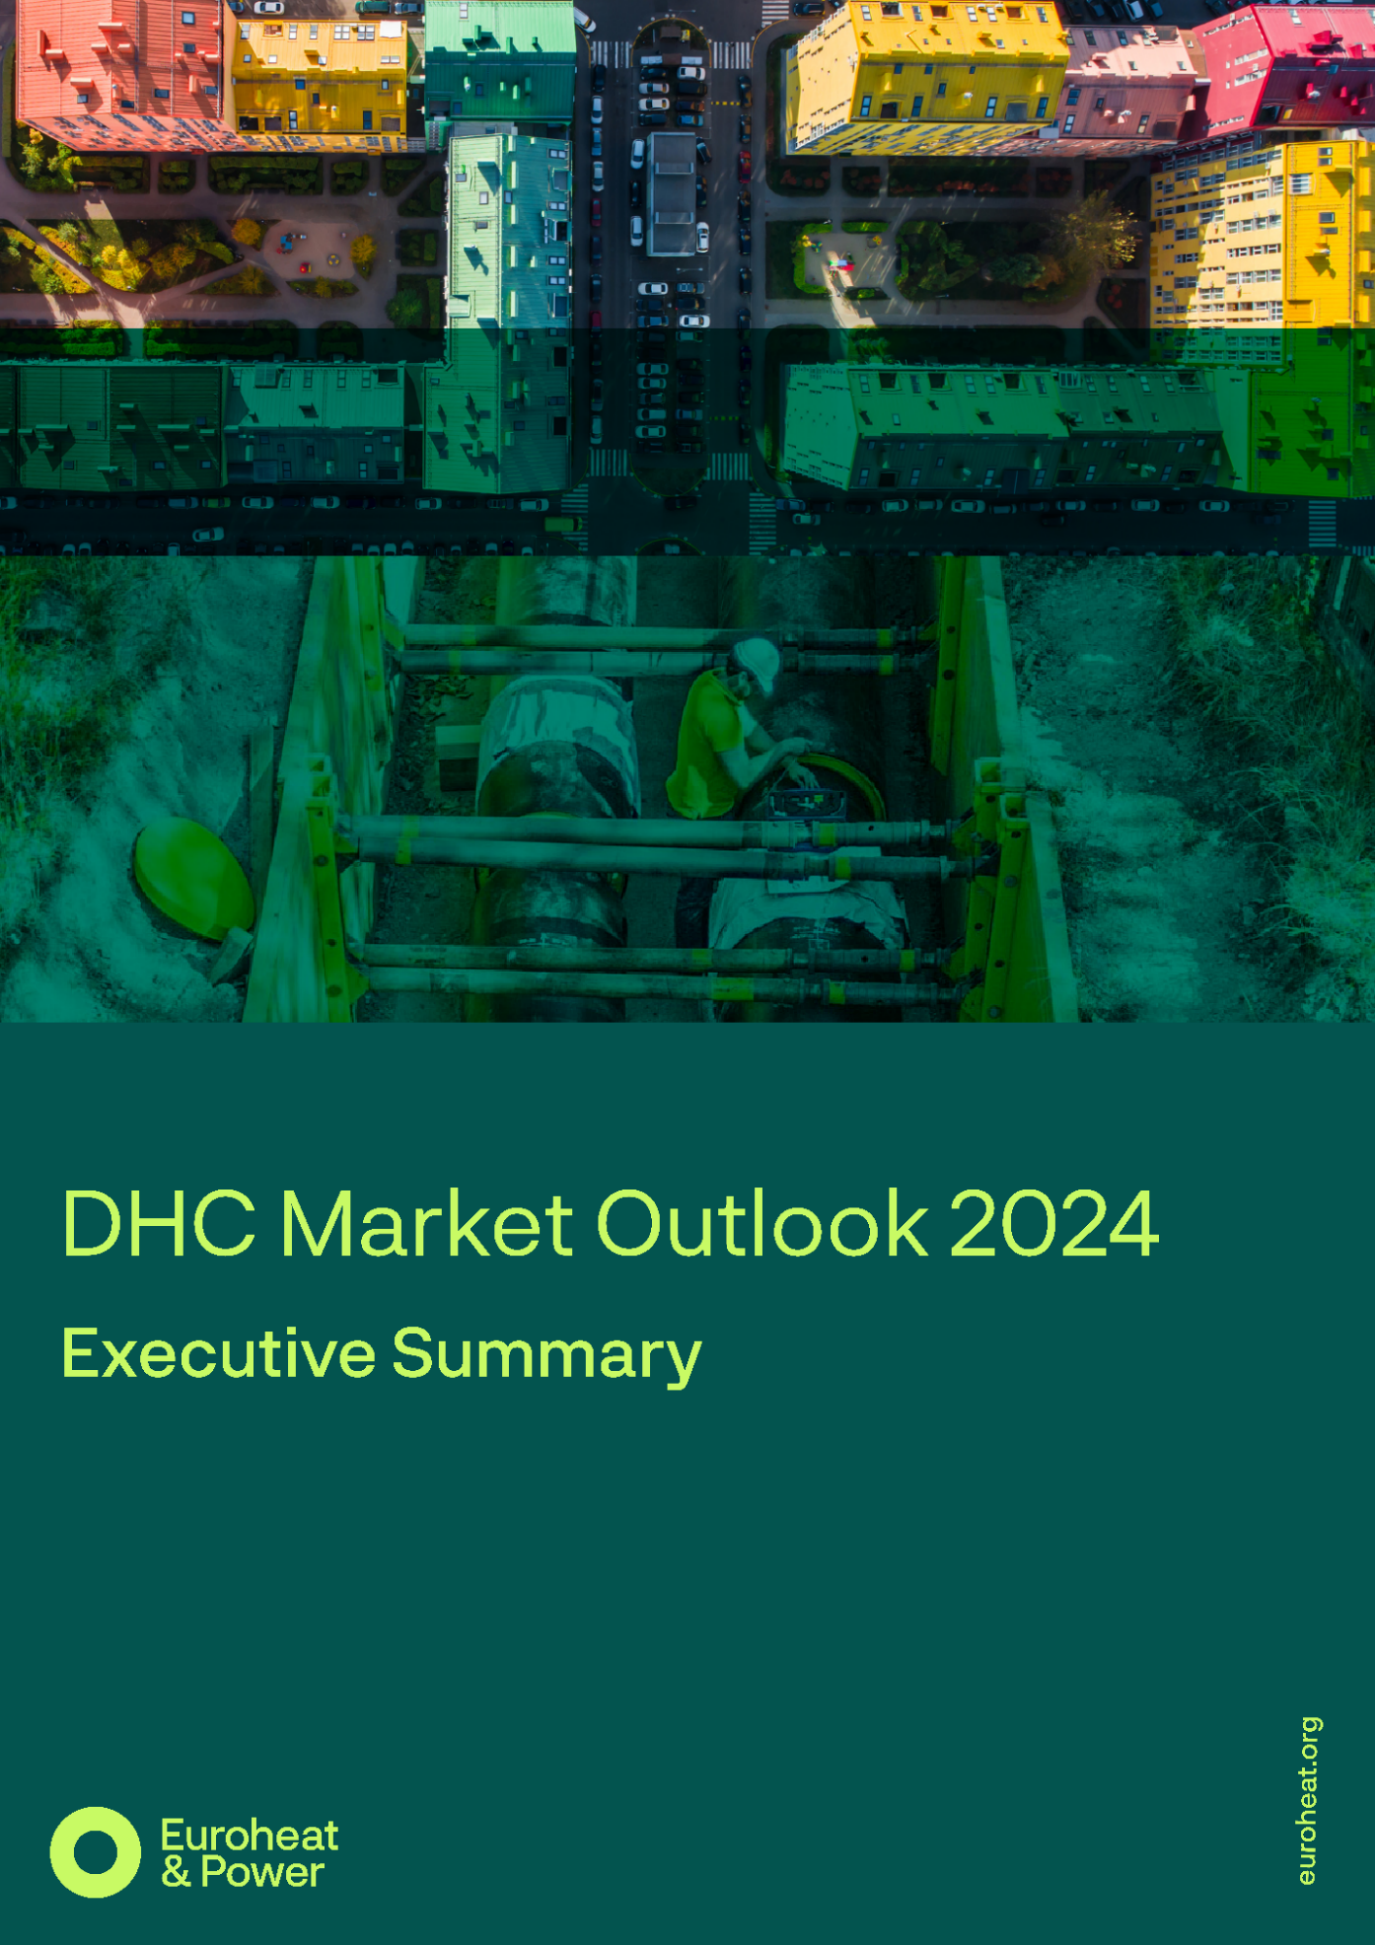 DHC Market Outlook 2024
Executive Summary
euroheat.org
Euroheat
& Power